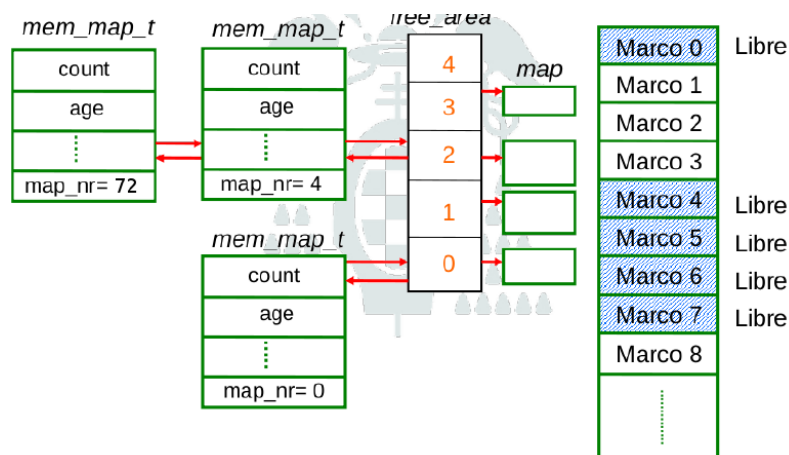 mem_map_t
count
age
map_nr= 72
mem_map_t
count
age
map_nr= 4
mem_map_t
count
age
map_nr= 0
free_area
4
3
2
1
0
map
Marco 0 Libre
Marco 1
Marco 2
Marco 3
Marco 4 Libre
Marco 5 Libre
Marco 6 Libre
Marco 7 Libre
Marco 8